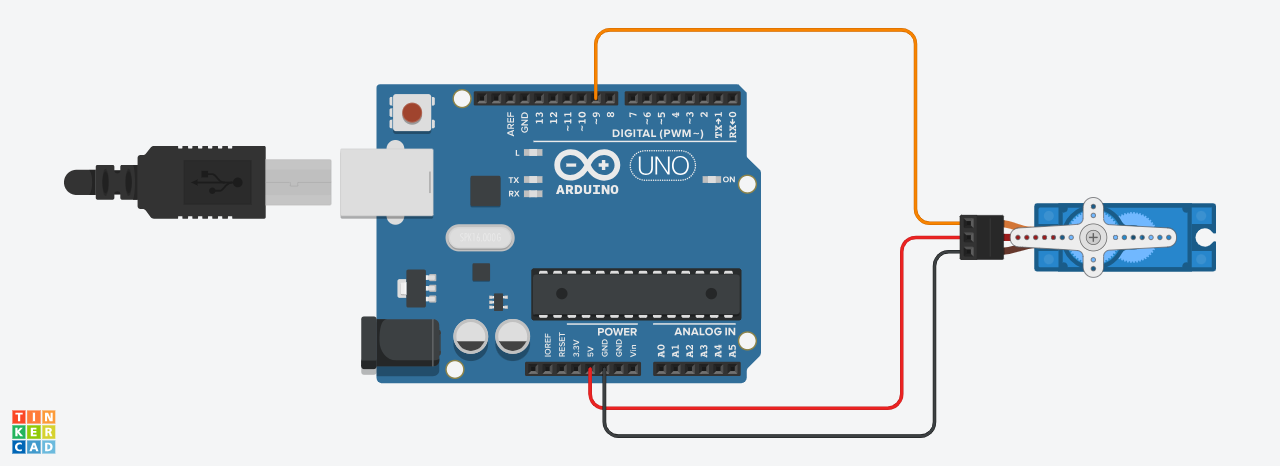 AREF
GND
13
12
~11
~10
~9
8
7
~6
~5
4
~3
2
TX→1
RX←0
DIGITAL (PWM~)
L
TX
RX
ARDUINO
UNO
ON
POWER
ANALOG IN
IOREF
RESET
3.3V
5V
GND
GND
Vin
A0
A1
A2
A3
A4
A5
TIN
KER
CAD